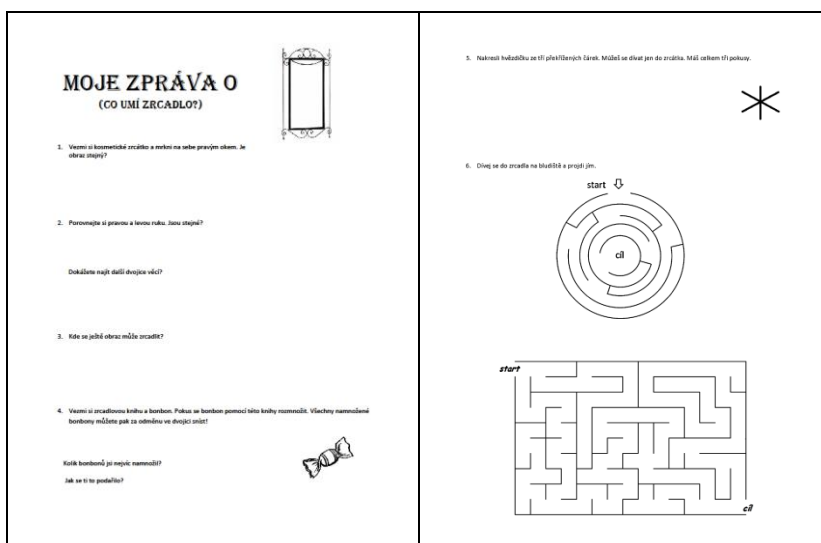 MOJE ZPRÁVA O
(CO UMÍ ZRCADLO?)
1. Vezmi si kosmetické zrcátko a mrkni na sebe pravým okem. Je
obraz stejný?
2. Porovnejte si pravou a levou ruku. Jsou stejné?
Dokážete najít další dvojice věcí?
3. Kde se ještě obraz může zrcadlit?
4. Vezmi si zrcadlovou knihu a bonbon. Pokus se bonbon pomocí této knihy rozmnožit. Všechny namnožené
bonbony můžete pak za odměnu ve dvojici sníst!
Kolik bonbonů jsi nejvíc namnožil?
Jak se ti to podařilo?
5. Nakresli hvězdičku ze tří překřížených čárek. Můžeš se dívat jen do zrcátka. Máš celkem tři pokusy.
6. Dívej se do zrcadla na bludiště a projdi jím.
start
cíl
start
cíl